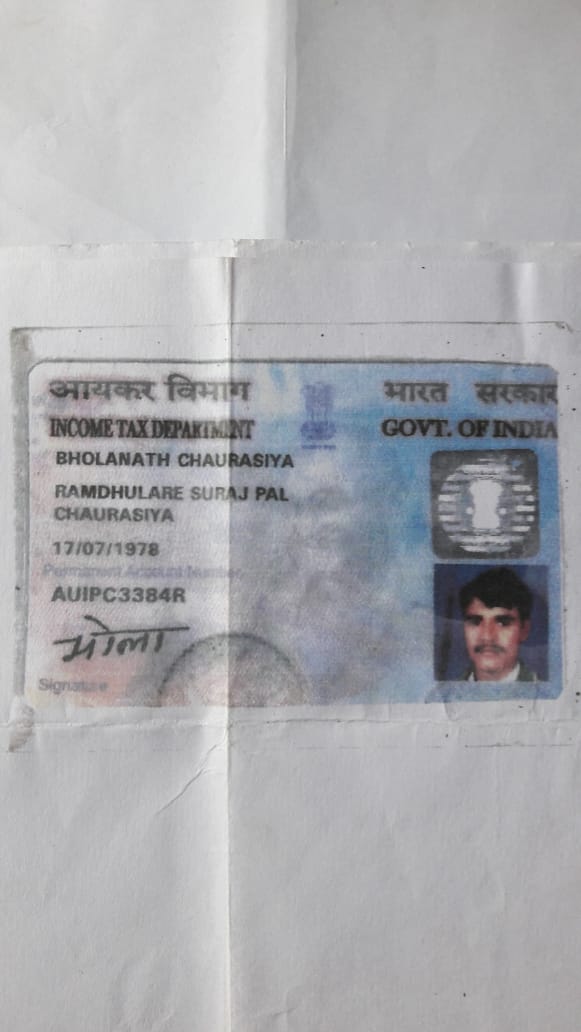 आयकर विभाग
भारत सरकार
INCOME TAX DEPARTMENT
GOVT. OF INDIA
BHOLANATH CHAURASIYA
RAMDHULARE SURAJ PAL
CHAURASIYA
17/07/1978
Permanent Account Number
AUIPC3384R
भोला
Signature